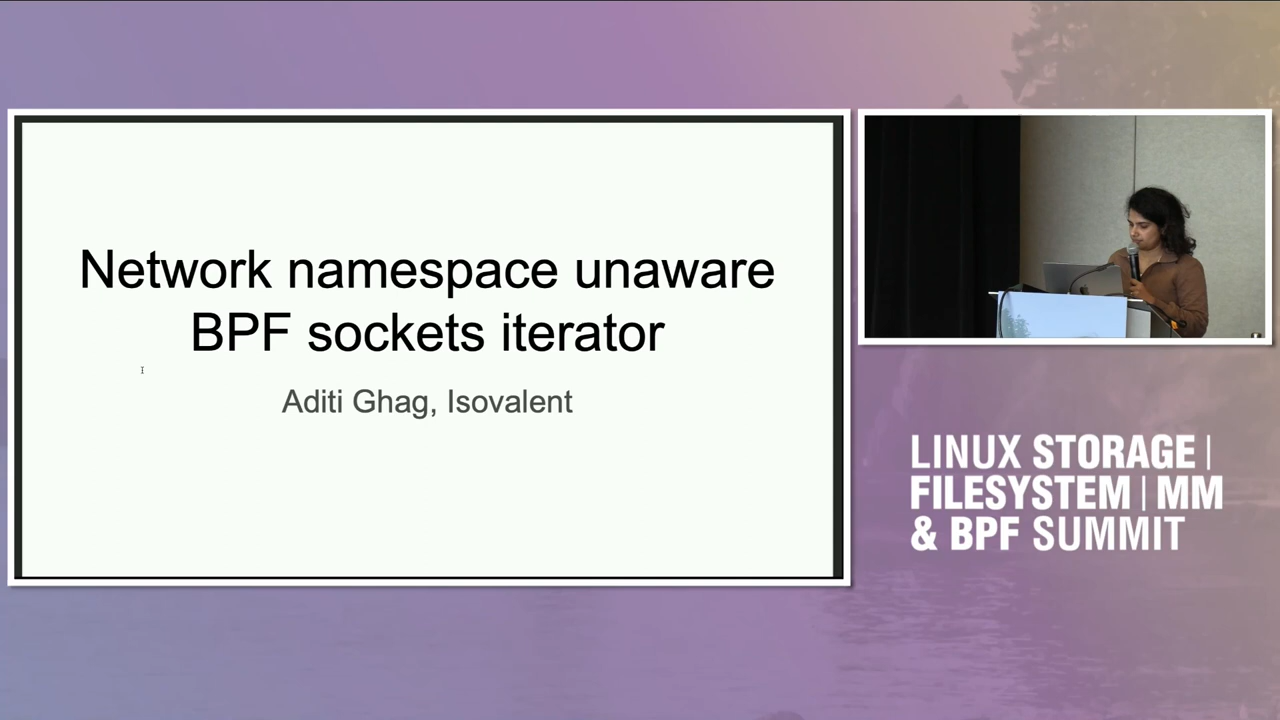 Network namespace unaware
BPF sockets iterator
Aditi Ghag, Isovalent
LINUX STORAGE |
FILESYSTEM | MM
& BPF SUMMIT